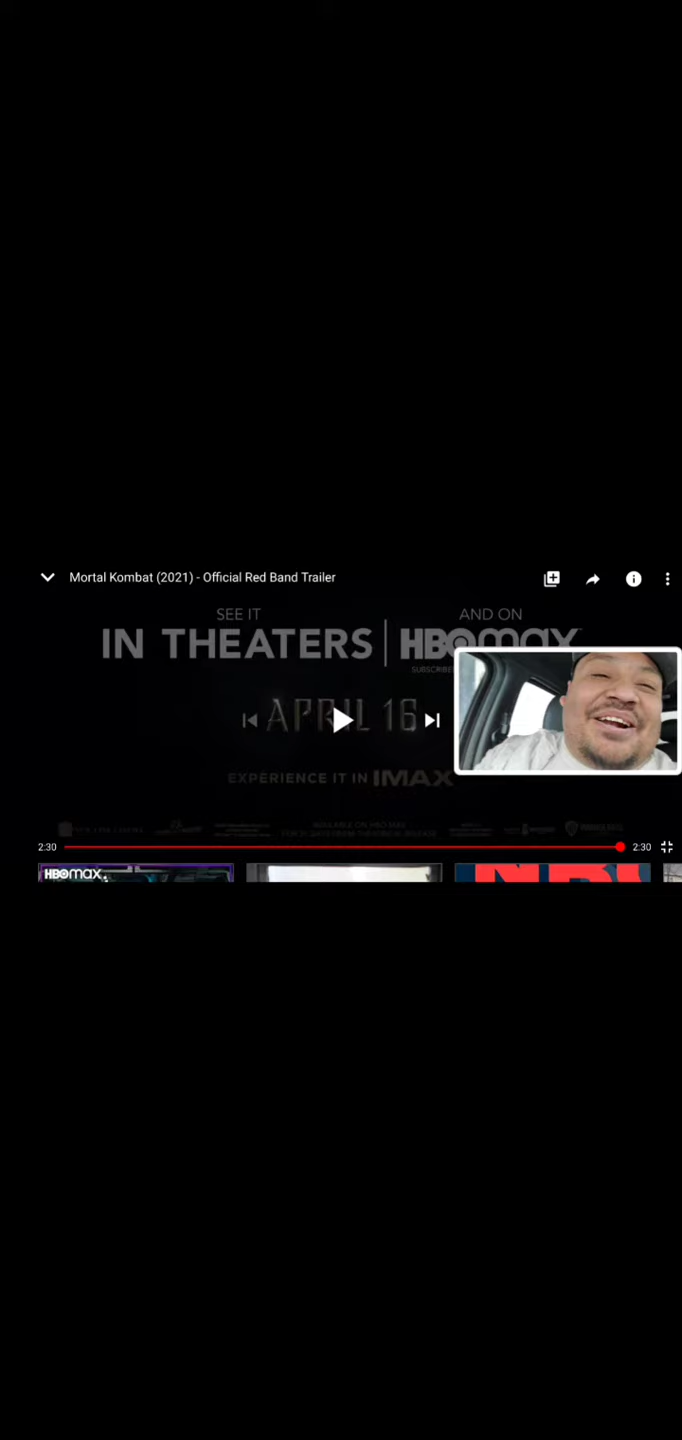 Mortal Kombat (2021) - Official Red Band Trailer
SEE IT
IN THEATERS
AND ON
HBOmax
APRIL 16
EXPERIENCE IT IN IMAX
2:30
2:30
HBOmax